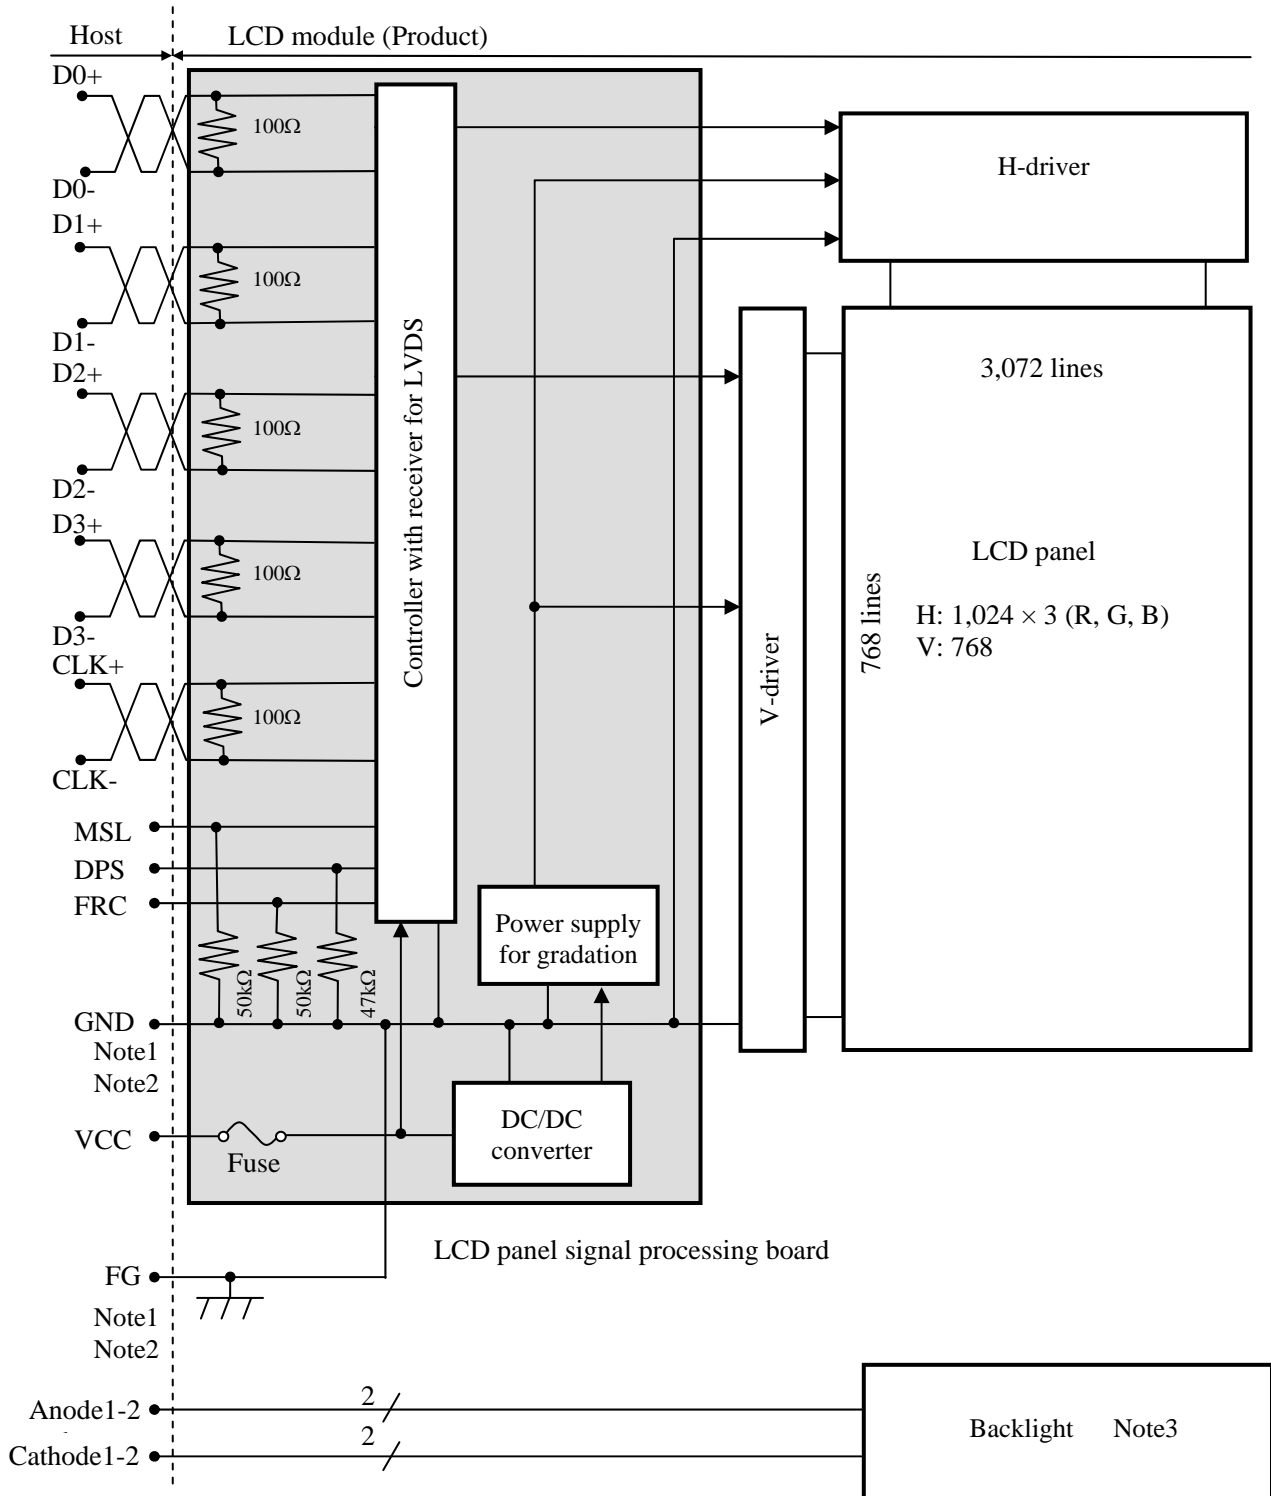 Host
LCD module (Product)
D0+
100Ω
D0-
H-driver
D1+
100Ω
D1-
D2+
100Ω
D2-
D3+
100Ω
D3-
CLK+
100Ω
CLK-
Controller with receiver for LVDS
V-driver
3,072 lines
768 lines
LCD panel
H: 1,024 × 3 (R, G, B)
V: 768
MSL
DPS
FRC
50kΩ
50kΩ
47kΩ
Power supply
for gradation
GND
Note1
Note2
VCC
Fuse
DC/DC
converter
LCD panel signal processing board
FG
Note1
Note2
Anode1-2
2
Cathode1-2
2
Backlight Note3